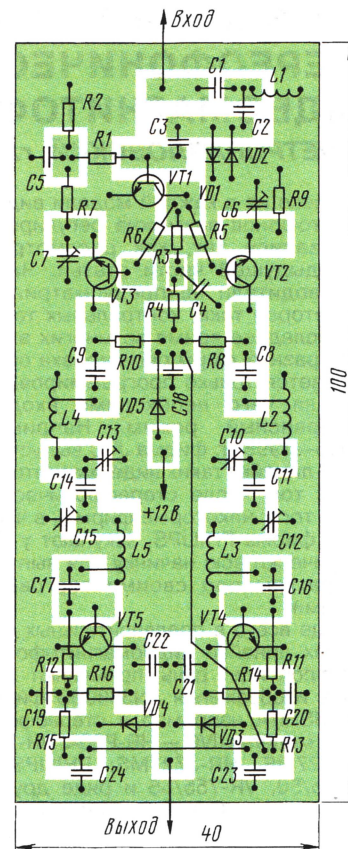 Вход
C1
L1
R2
C2
R1
C3
VD2
C5
VT1
VD1
R7
R6
R3
R5
C6
R9
C7
VT3
VT2
C4
R4
C9
R10
R8
C8
C18
L4
VD5
L2
C13
C10
C14
C11
+12В
C15
C12
L5
L3
C17
C16
VT5
VT4
C22
R12
R16
C21
R14
R11
C19
C20
R15
VD4
VD3
R13
C24
C23
Выход
40
100